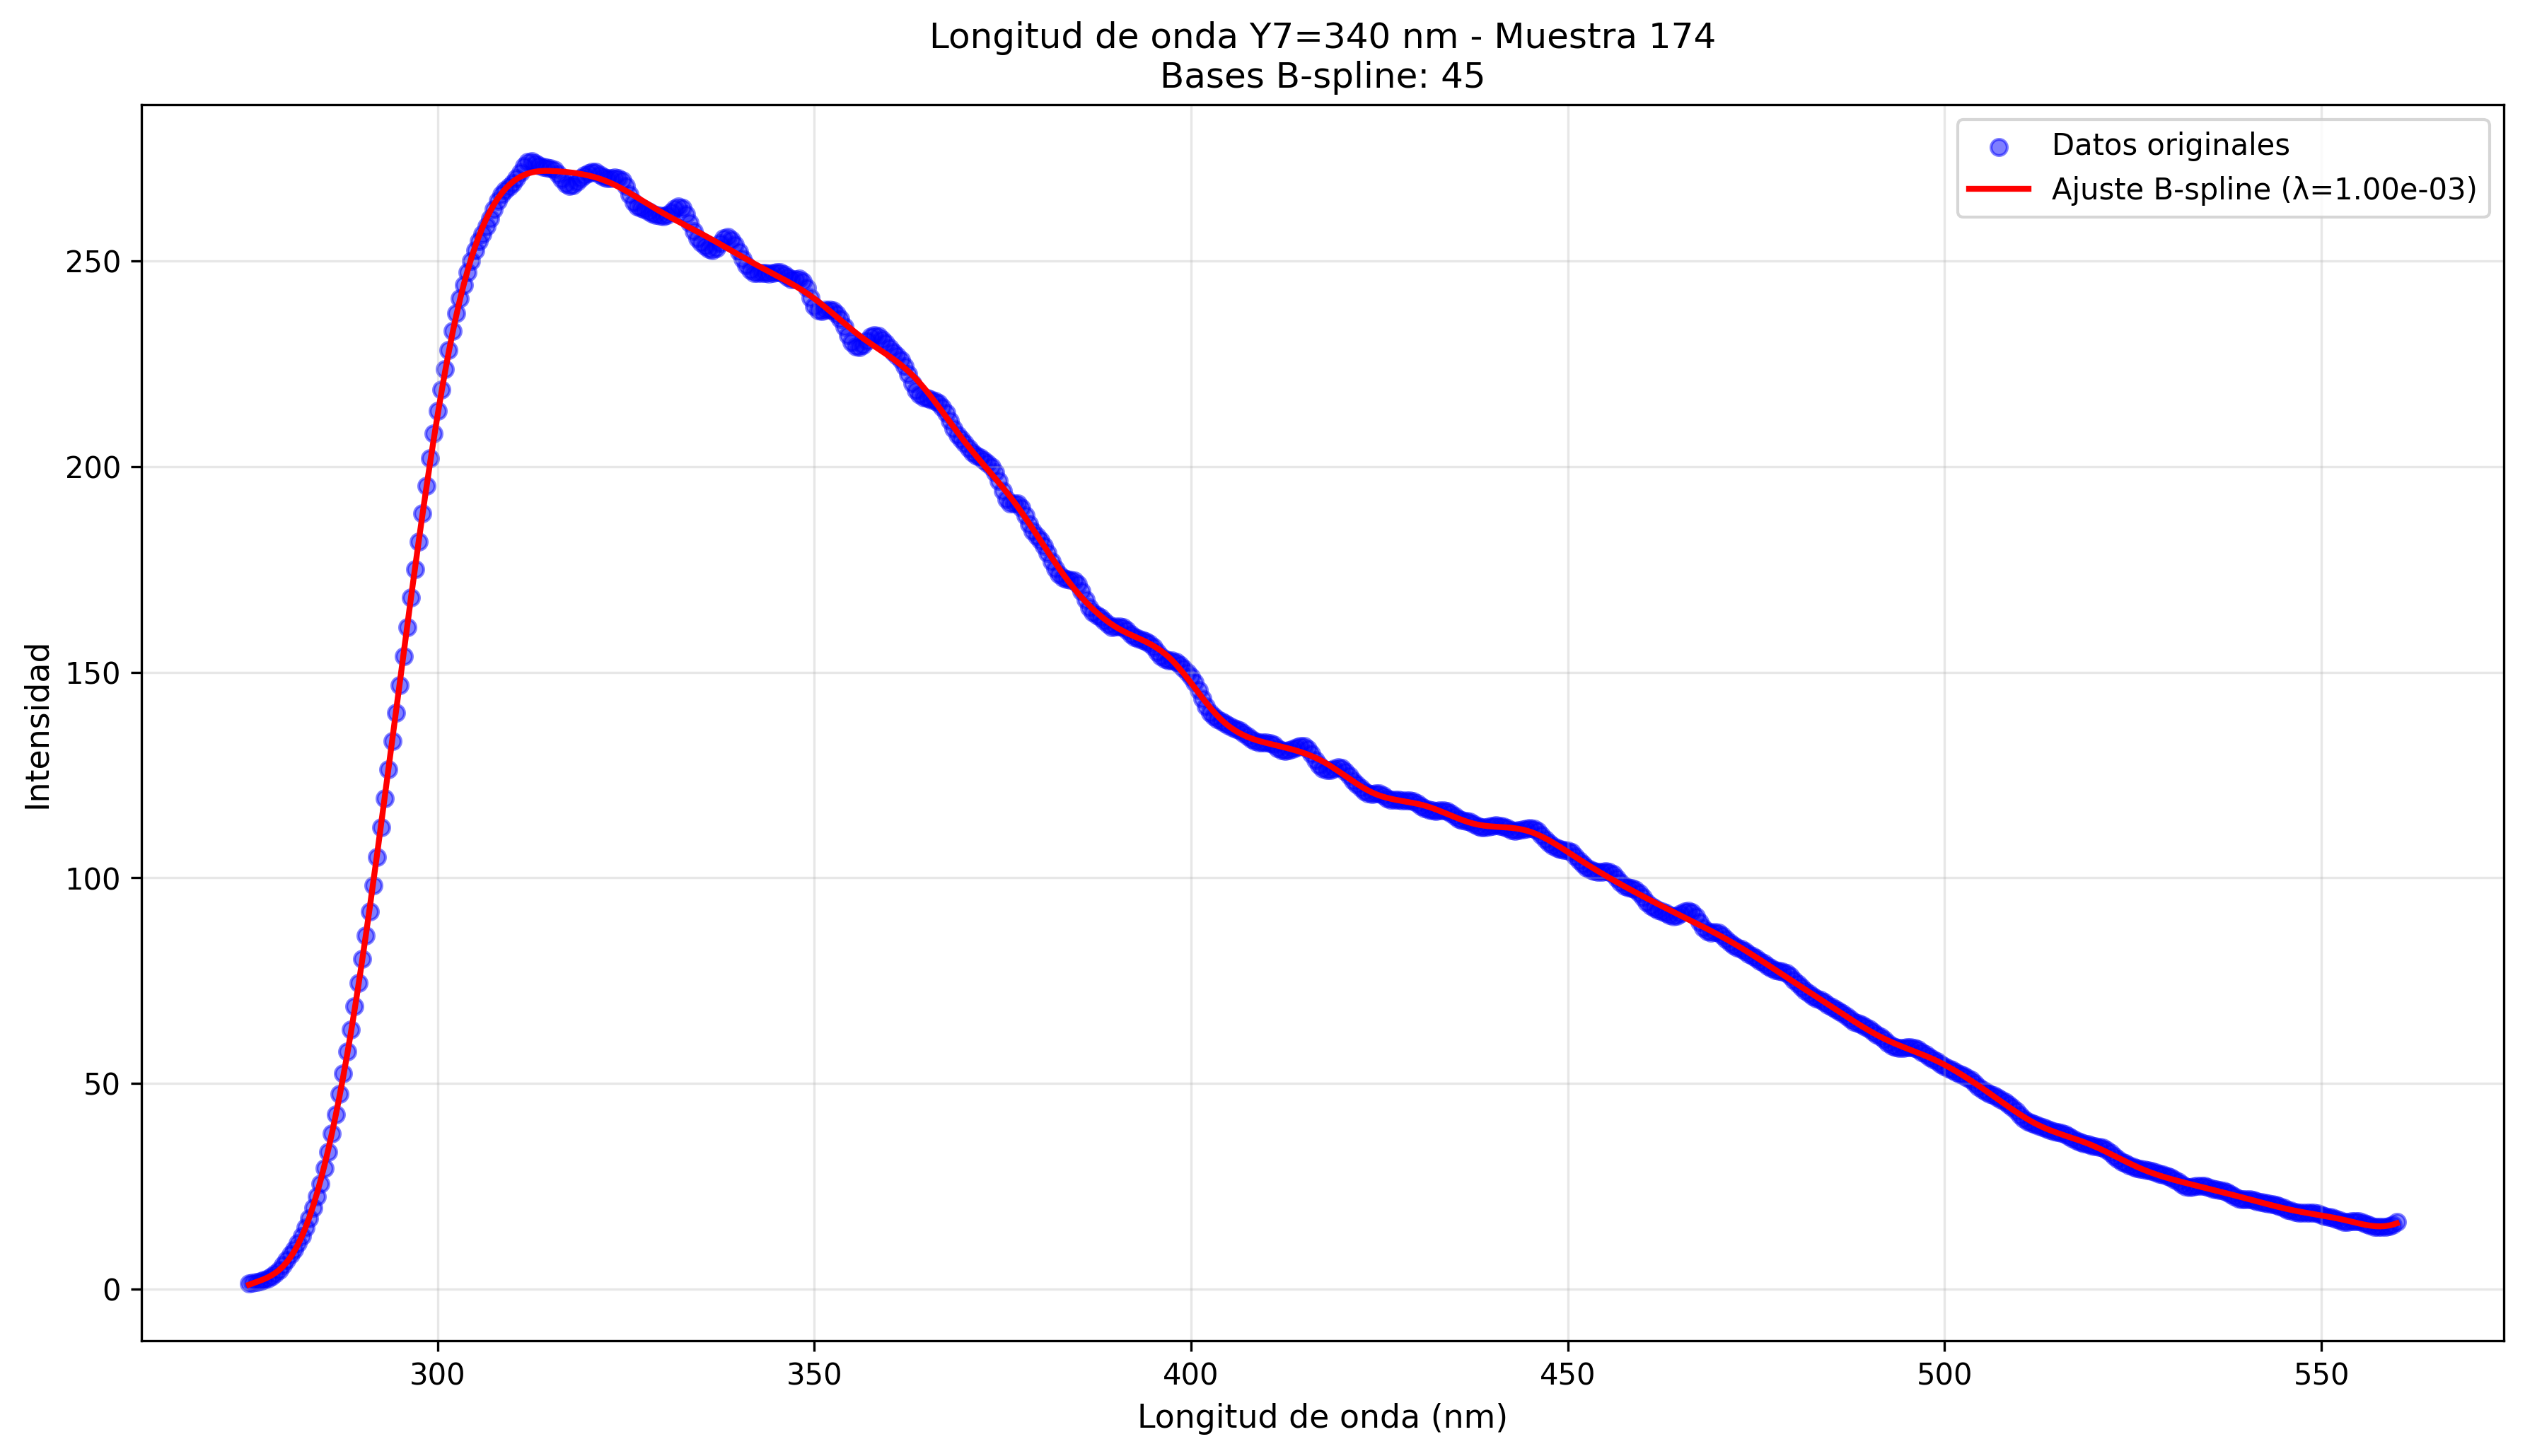 Longitud de onda Y7=340 nm - Muestra 174
Bases B-spline: 45
Datos originales
Ajuste B-spline (λ=1.00e-03)
Intensidad
250
200
150
100
50
0
300 350 400 450 500 550
Longitud de onda (nm)